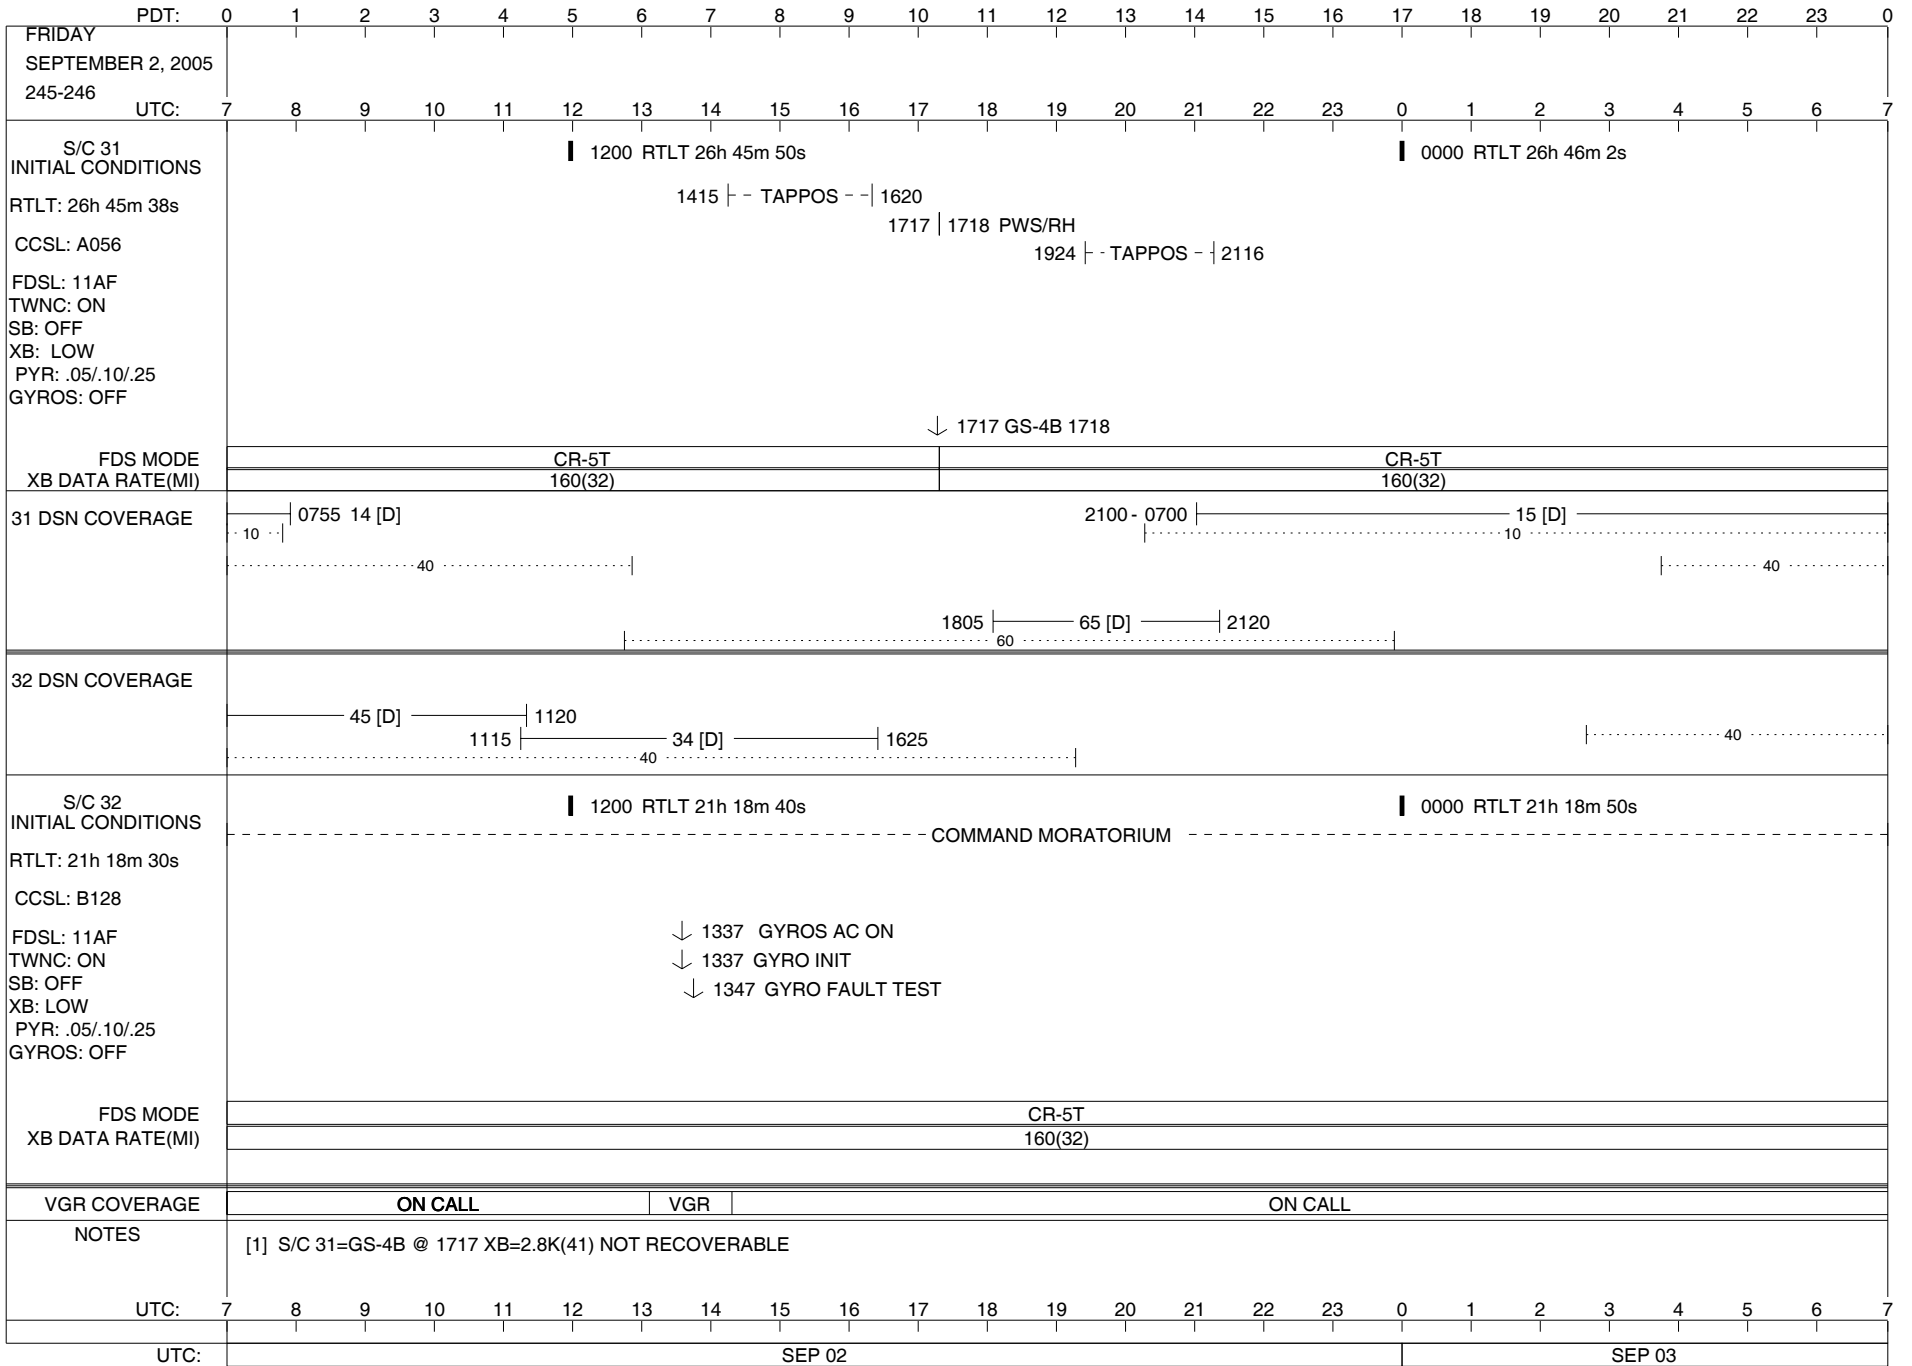 PDT: 0 1 2 3 4 5 6 7 8 9 10 11 12 13 14 15 16 17 18 19 20 21 22 23 0
FRIDAY
SEPTEMBER 2, 2005
245-246
UTC: 7 8 9 10 11 12 13 14 15 16 17 18 19 20 21 22 23 0 1 2 3 4 5 6 7
S/C 31
INITIAL CONDITIONS
1200 RTLT 26h 45m 50s
0000 RTLT 26h 46m 2s
RTLT: 26h 45m 38s
1415 TAPPOS 1620
1717 1718 PWS/RH
CCSL: A056
1924 TAPPOS 2116
FDSL: 11AF
TWNC: ON
SB: OFF
XB: LOW
PYR: .05/.10/.25
GYROS: OFF
1717 GS-4B 1718
FDS MODE CR-5T CR-5T
XB DATA RATE(MI) 160(32) 160(32)
31 DSN COVERAGE 0755 14 [D] 2100 - 0700 15 [D]
10 10
40 40
1805 65 [D] 2120
60
32 DSN COVERAGE
45 [D] 1120
1115 34 [D] 1625 40
40
S/C 32
INITIAL CONDITIONS
1200 RTLT 21h 18m 40s
0000 RTLT 21h 18m 50s
COMMAND MORATORIUM
RTLT: 21h 18m 30s
CCSL: B128
FDSL: 11AF
1337 GYROS AC ON
TWNC: ON
1337 GYRO INIT
SB: OFF
1347 GYRO FAULT TEST
XB: LOW
PYR: .05/.10/.25
GYROS: OFF
FDS MODE CR-5T
XB DATA RATE(MI) 160(32)
VGR COVERAGE ON CALL VGR ON CALL
NOTES
[1] S/C 31=GS-4B @ 1717 XB=2.8K(41) NOT RECOVERABLE
UTC: 7 8 9 10 11 12 13 14 15 16 17 18 19 20 21 22 23 0 1 2 3 4 5 6 7
UTC: SEP 02 SEP 03